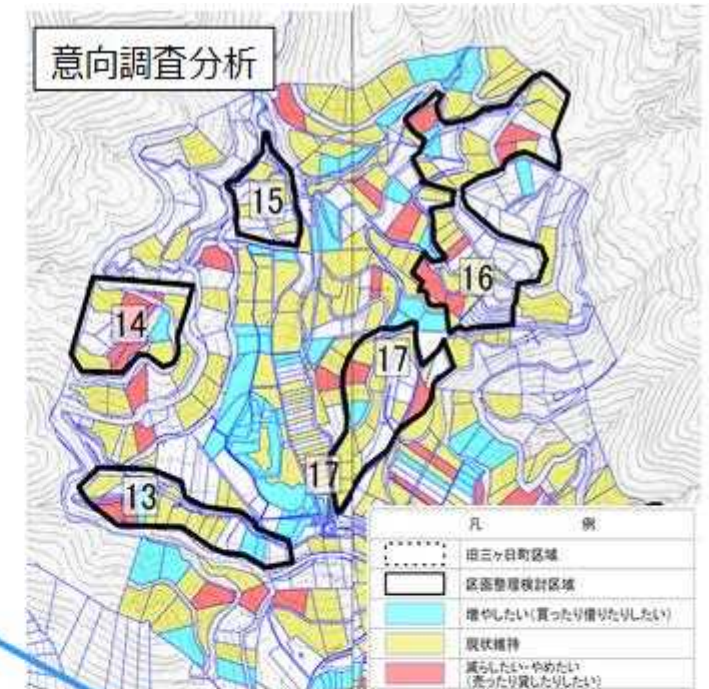 意向調査分析
15
16
14
17
17
13
凡 例
旧三ヶ日町区域
区画整理検討区域
増やしたい(買ったり借りたりしたい)
現状維持
減らしたい・やめたい
(売ったり貸したりしたい)